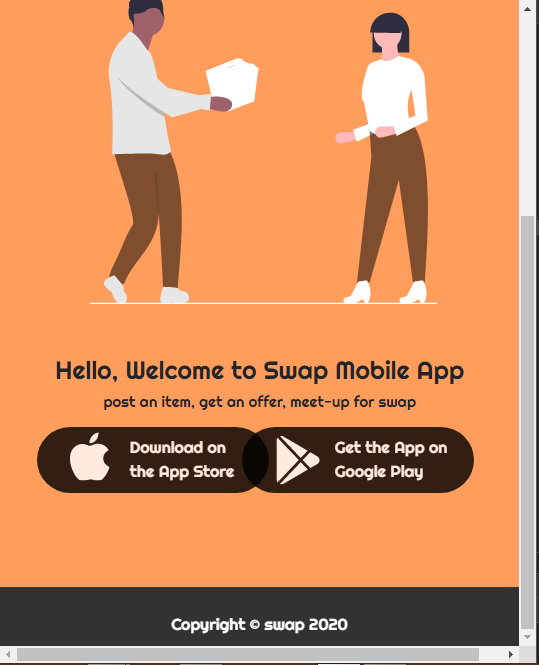 Hello, Welcome to Swap Mobile App
post an item, get an offer, meet-up for swap
Download on
the App Store
Get the App on
Google Play
Copyright © swap 2020